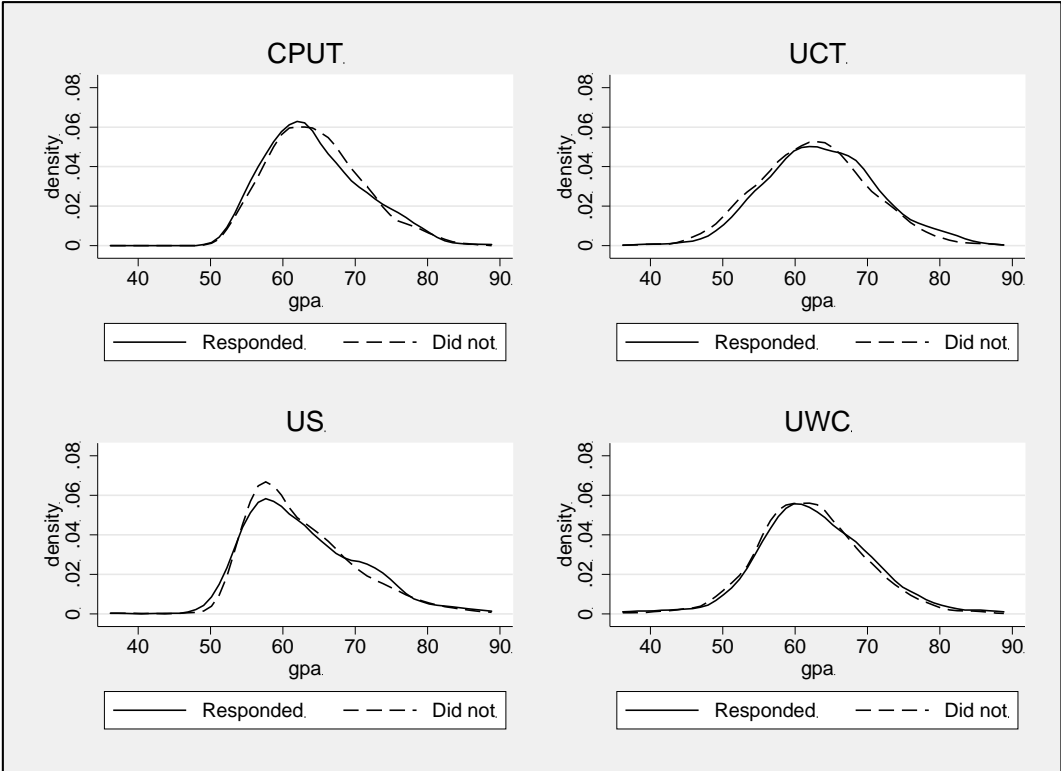 CPUT.
density.
0. .02. .04. .06. .08.
40 50 60 70 80 90.
gpa.
Responded. Did not.
UCT.
density.
0. .02. .04. .06. .08.
40 50 60 70 80 90.
gpa.
Responded. Did not.
US.
density.
0. .02. .04. .06. .08.
40 50 60 70 80 90.
gpa.
Responded. Did not.
UWC.
density.
0. .02. .04. .06. .08.
40 50 60 70 80 90.
gpa.
Responded. Did not.